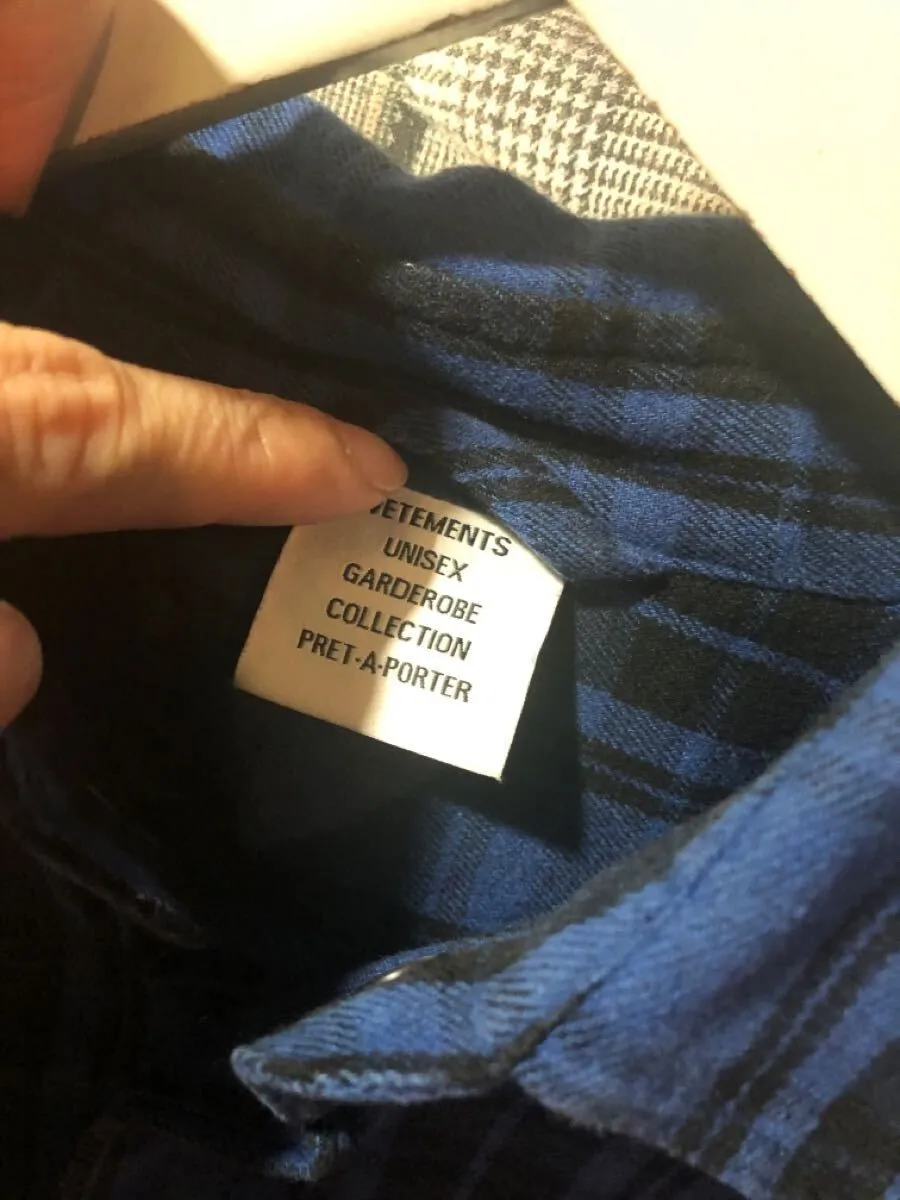 VETEMENTS
UNISEX
GARDEROBE
COLLECTION
PRET-A-PORTER